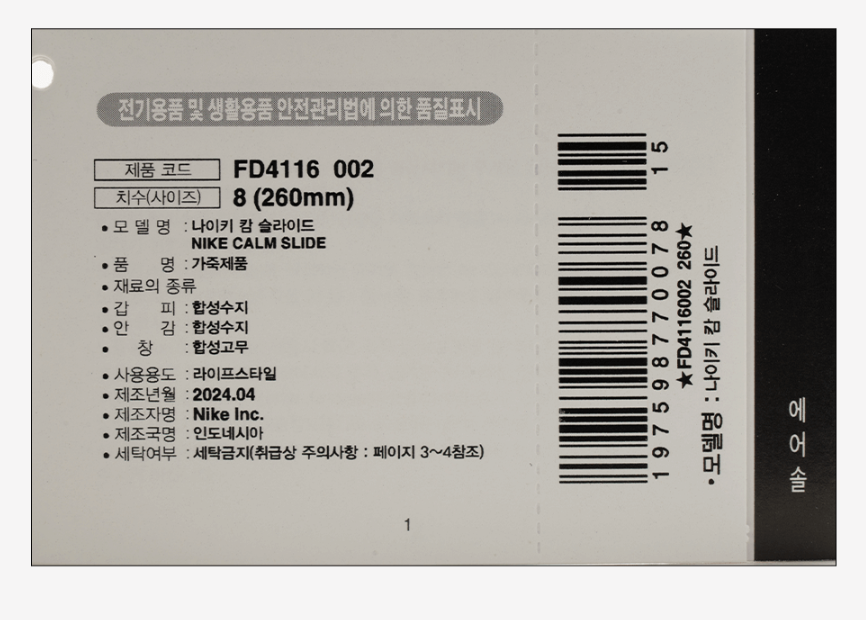 전기용품 및 생활용품 안전관리법에 의한 품질표시
제품 코드 FD4116 002
치수(사이즈) 8 (260mm)
• 모 델 명 : 나이키 캄 슬라이드
NIKE CALM SLIDE
• 품 명 : 가죽제품
• 재료의 종류
• 갑 피 : 합성수지
• 안 감 : 합성수지
• 창 : 합성고무
• 사용용도 : 라이프스타일
• 제조년월 : 2024.04
• 제조자명 : Nike Inc.
• 제조국명 : 인도네시아
• 세탁여부 : 세탁금지(취급상 주의사항 : 페이지 3~4참조)
1
197598770078 15
★FD4116002 260★
• 모델명 : 나이키 캄 슬라이드
에어솔